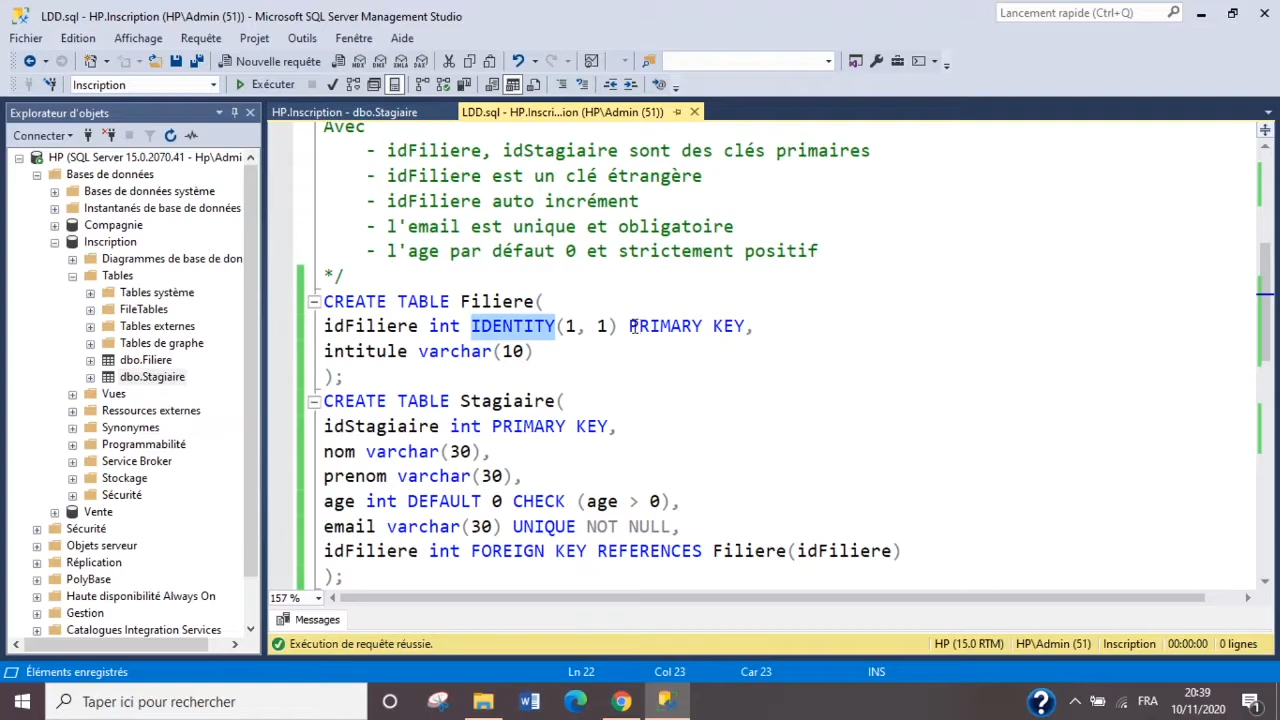 LDD.sql - HP.Inscription (HP\Admin (51)) - Microsoft SQL Server Management Studio
Lancement rapide (Ctrl+Q)
Fichier Edition Affichage Requête Projet Outils Fenêtre Aide
Nouvelle requête MDX DMX XMLA DAX
Inscription Exécuter
Explorateur d'objets
HP.Inscription - dbo.Stagiaire
LDD.sql - HP.Inscri...ion (HP\Admin (51))
Connecter
HP (SQL Server 15.0.2070.41 - Hp\Admi
Bases de données
Bases de données système
Instantanés de base de données
Compagnie
Inscription
Diagrammes de base de don
Tables
Tables système
FileTables
Tables externes
Tables de graphe
dbo.Filiere
dbo.Stagiaire
Vues
Ressources externes
Synonymes
Programmabilité
Service Broker
Stockage
Sécurité
Vente
Sécurité
Objets serveur
Réplication
PolyBase
Haute disponibilité Always On
Gestion
Catalogues Integration Services
Avec
- idFiliere, idStagiaire sont des clés primaires
- idFiliere est un clé étrangère
- idFiliere auto incrément
- l'email est unique et obligatoire
- l'age par défaut 0 et strictement positif
*/
CREATE TABLE Filiere(
idFiliere int IDENTITY(1, 1) PRIMARY KEY,
intitule varchar(10)
);
CREATE TABLE Stagiaire(
idStagiaire int PRIMARY KEY,
nom varchar(30),
prenom varchar(30),
age int DEFAULT 0 CHECK (age > 0),
email varchar(30) UNIQUE NOT NULL,
idFiliere int FOREIGN KEY REFERENCES Filiere(idFiliere)
);
157 %
Messages
Exécution de requête réussie. HP (15.0 RTM) HP\Admin (51) Inscription 00:00:00 0 lignes
Éléments enregistrés Ln 22 Col 23 Car 23 INS
Taper ici pour rechercher
FRA
20:39
10/11/2020
1